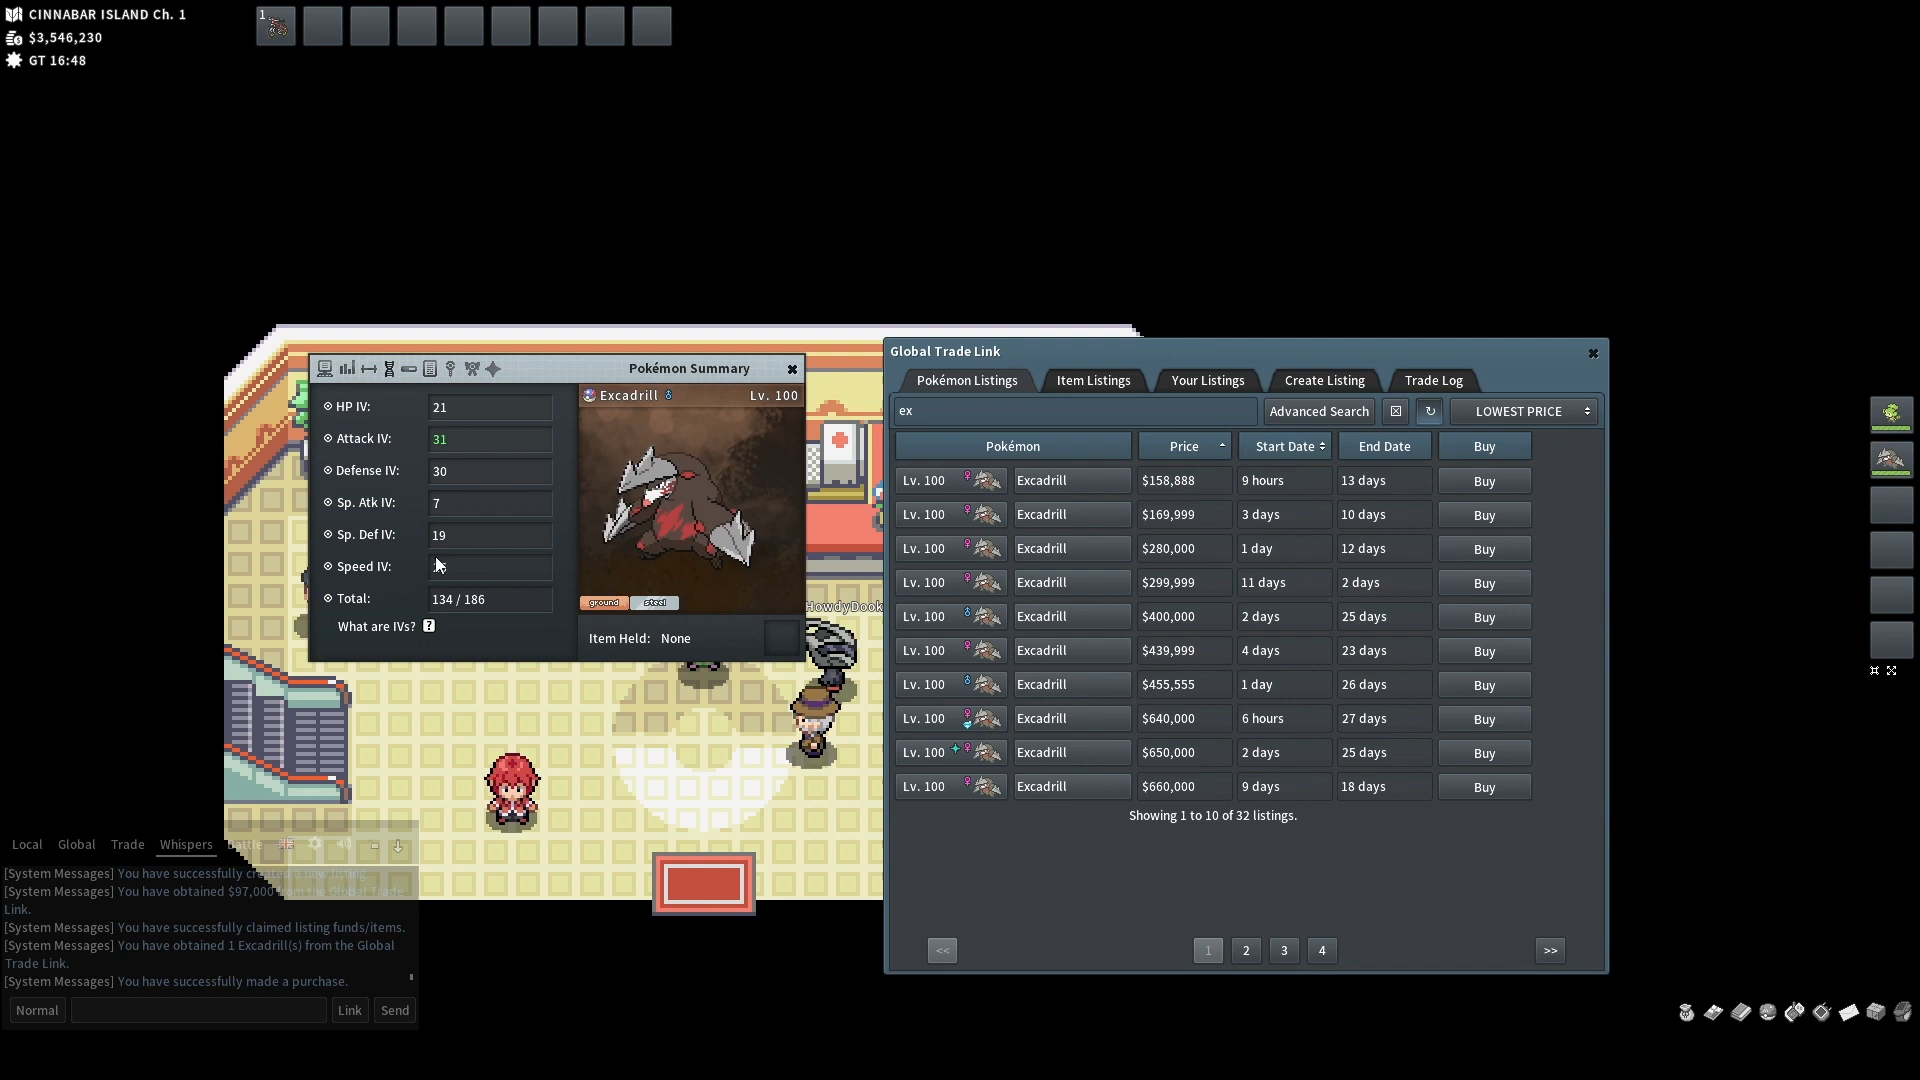 CINNABAR ISLAND Ch. 1
$3,546,230
GT 16:48
1
Pokémon Summary
HP IV: 21
Attack IV: 31
Defense IV: 30
Sp. Atk IV: 7
Sp. Def IV: 19
Speed IV:
Total: 134 / 186
What are IVs? ?
Excadrill Lv. 100
ground steel
Item Held: None
HowdyDook
Global Trade Link
Pokémon Listings Item Listings Your Listings Create Listing Trade Log
ex Advanced Search LOWEST PRICE
Pokémon Price Start Date End Date Buy
Lv. 100 Excadrill $158,888 9 hours 13 days Buy
Lv. 100 Excadrill $169,999 3 days 10 days Buy
Lv. 100 Excadrill $280,000 1 day 12 days Buy
Lv. 100 Excadrill $299,999 11 days 2 days Buy
Lv. 100 Excadrill $400,000 2 days 25 days Buy
Lv. 100 Excadrill $439,999 4 days 23 days Buy
Lv. 100 Excadrill $455,555 1 day 26 days Buy
Lv. 100 Excadrill $640,000 6 hours 27 days Buy
Lv. 100 Excadrill $650,000 2 days 25 days Buy
Lv. 100 Excadrill $660,000 9 days 18 days Buy
Showing 1 to 10 of 32 listings.
<< 1 2 3 4 >>
Local Global Trade Whispers Battle
[System Messages] You have successfully created a new listing.
[System Messages] You have obtained $97,000 from the Global Trade
Link.
[System Messages] You have successfully claimed listing funds/items.
[System Messages] You have obtained 1 Excadrill(s) from the Global
Trade Link.
[System Messages] You have successfully made a purchase.
Normal Link Send